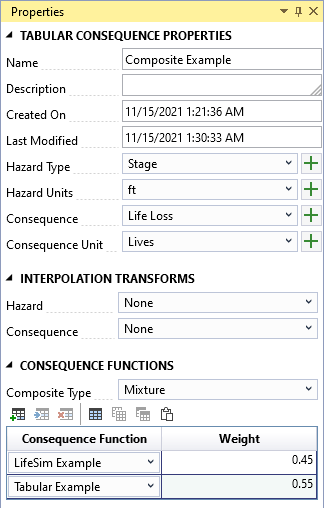 Properties
TABULAR CONSEQUENCE PROPERTIES
Name Composite Example
Description
Created On 11/15/2021 1:21:36 AM
Last Modified 11/15/2021 1:30:33 AM
Hazard Type Stage
Hazard Units ft
Consequence Life Loss
Consequence Unit Lives
INTERPOLATION TRANSFORMS
Hazard None
Consequence None
CONSEQUENCE FUNCTIONS
Composite Type Mixture
Consequence Function Weight
LifeSim Example 0.45
Tabular Example 0.55